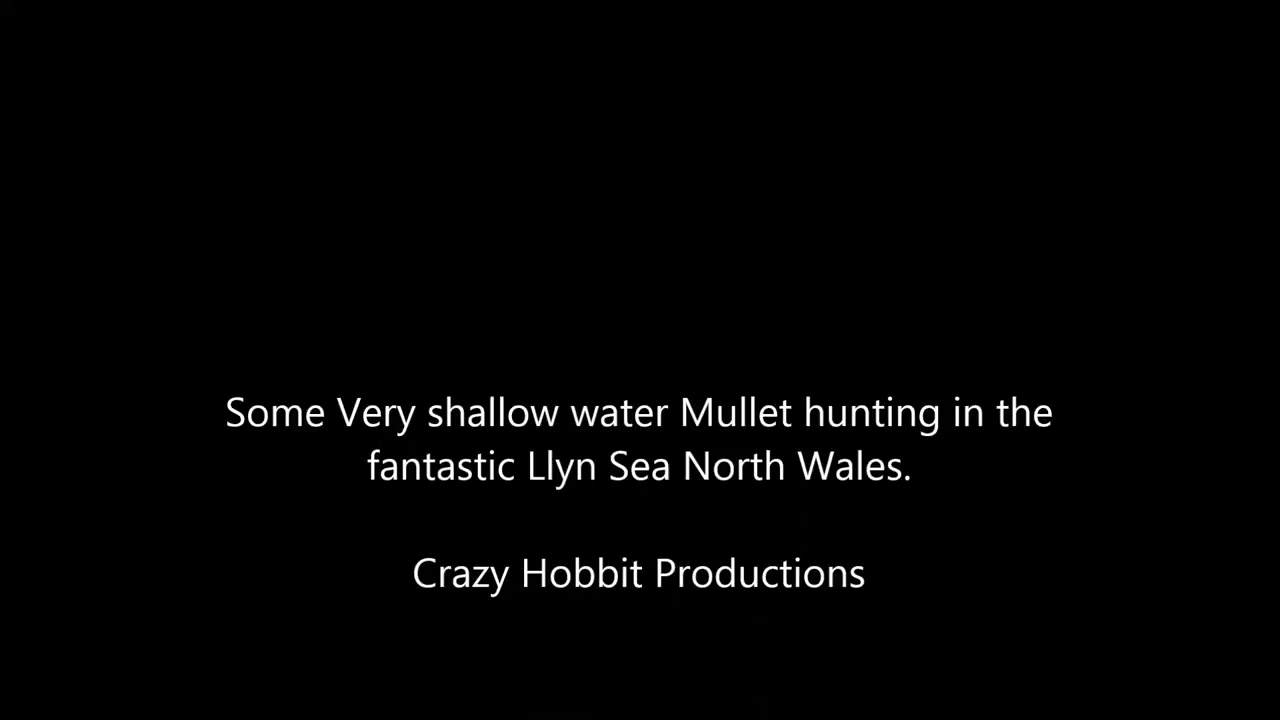 Some Very shallow water Mullet hunting in the
fantastic Llyn Sea North Wales.
Crazy Hobbit Productions